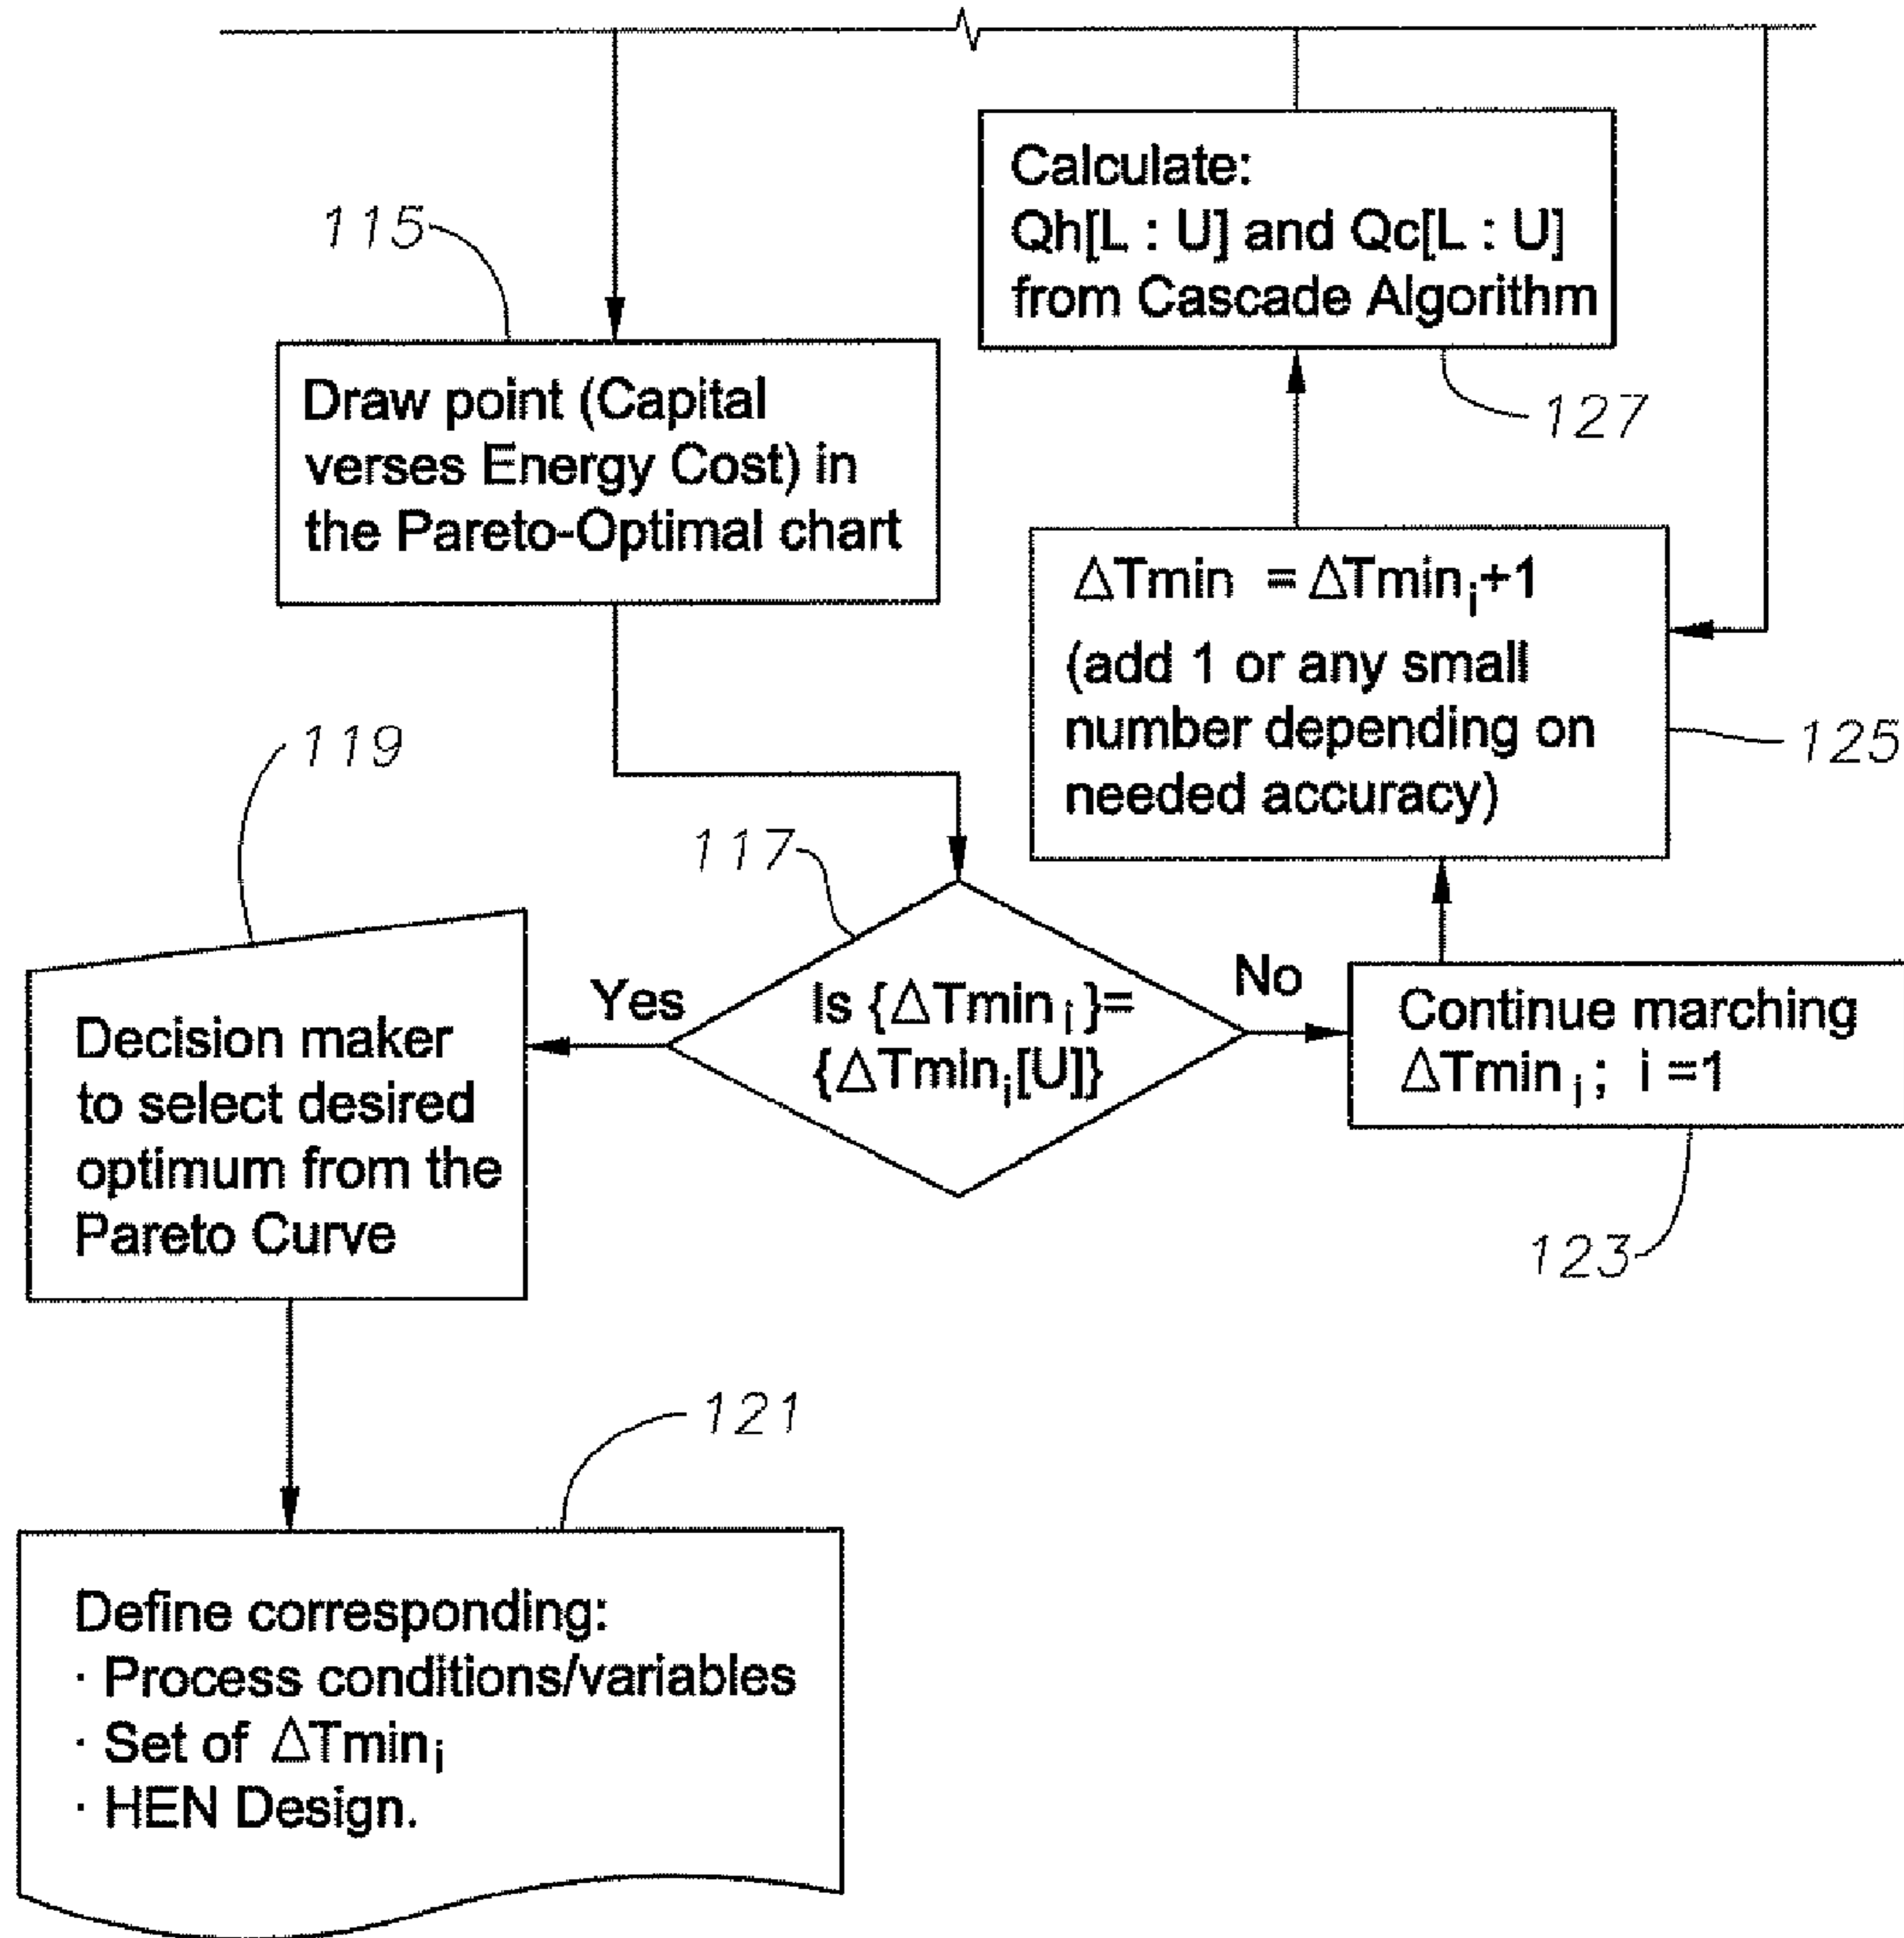 115
Draw point (Capital
verses Energy Cost) in
the Pareto-Optimal chart
Calculate:
Qh[L : U] and Qc[L : U]
from Cascade Algorithm
127
ΔTmin = ΔTminᵢ+1
(add 1 or any small
number depending on
needed accuracy)
125
117
Is {ΔTminᵢ}=
{ΔTminᵢ[U]}
Yes
No
119
Decision maker
to select desired
optimum from the
Pareto Curve
Continue marching
ΔTminᵢ; i =1
123
121
Define corresponding:
· Process conditions/variables
· Set of ΔTminᵢ
· HEN Design.